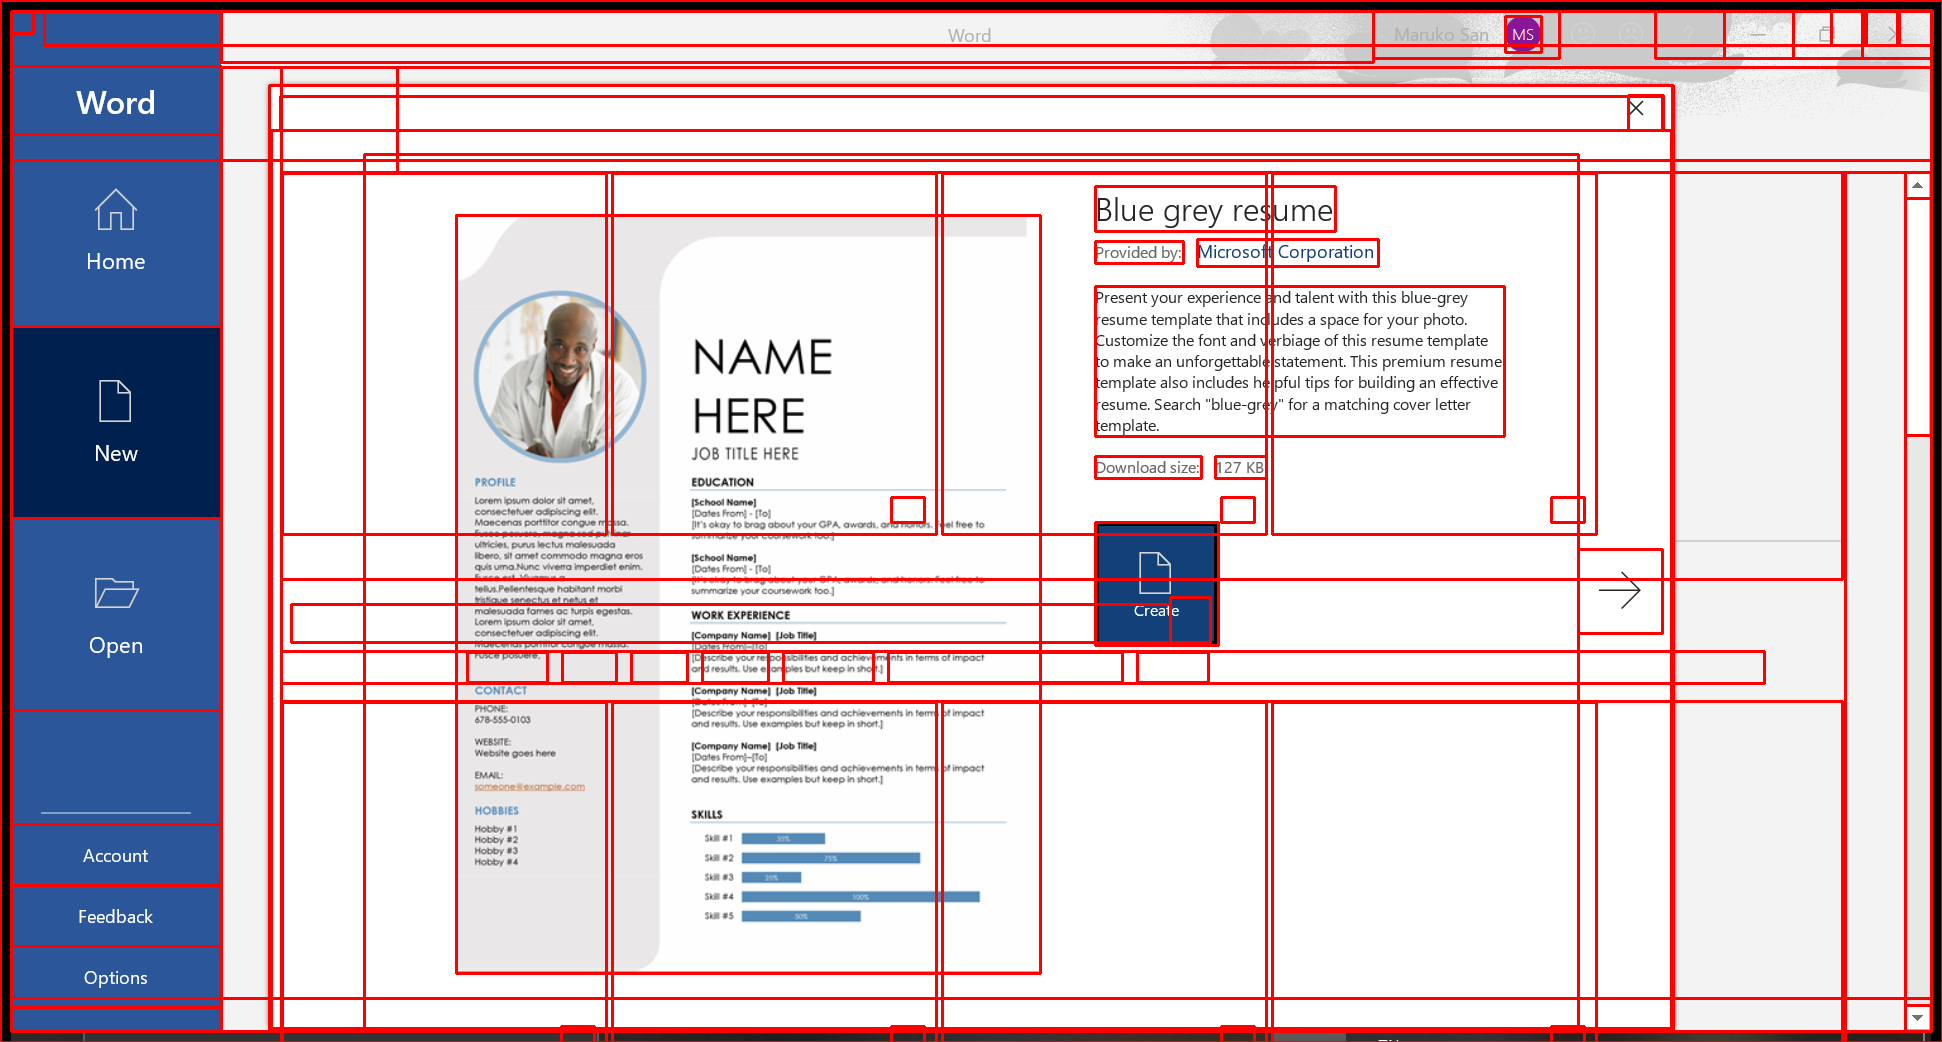 Word
Maruko San
MS
Word
Home
New
Open
Account
Feedback
Options
NAME
HERE
JOB TITLE HERE
PROFILE
Lorem ipsum dolor sit amet,
consectetuer adipiscing elit.
Maecenas porttitor congue massa.
Fusce posuere, magna sed pulvinar
ultricies, purus lectus malesuada
libero, sit amet commodo magna eros
quis urna.Nunc viverra imperdiet enim.
Fusce est. Vivamus a
tellus.Pellentesque habitant morbi
tristique senectus et netus et
malesuada fames ac turpis egestas.
Lorem ipsum dolor sit amet,
consectetuer adipiscing elit.
Maecenas porttitor congue massa.
Fusce posuere,
CONTACT
PHONE:
678-555-0103
WEBSITE:
Website goes here
EMAIL:
someone@example.com
HOBBIES
Hobby #1
Hobby #2
Hobby #3
Hobby #4
EDUCATION
[School Name]
[Dates From] - [To]
[It's okay to brag about your GPA, awards, and honors. Feel free to
summarize your coursework too.]
[School Name]
[Dates From] - [To]
[It's okay to brag about your GPA, awards, and honors. Feel free to
summarize your coursework too.]
WORK EXPERIENCE
[Company Name] [Job Title]
[Dates From]–[To]
[Describe your responsibilities and achievements in terms of impact
and results. Use examples but keep in short.]
[Company Name] [Job Title]
[Dates From]–[To]
[Describe your responsibilities and achievements in terms of impact
and results. Use examples but keep in short.]
[Company Name] [Job Title]
[Dates From]–[To]
[Describe your responsibilities and achievements in terms of impact
and results. Use examples but keep in short.]
SKILLS
Skill #1 35%
Skill #2 75%
Skill #3 25%
Skill #4 100%
Skill #5 50%
Blue grey resume
Provided by: Microsoft Corporation
Present your experience and talent with this blue-grey
resume template that includes a space for your photo.
Customize the font and verbiage of this resume template
to make an unforgettable statement. This premium resume
template also includes helpful tips for building an effective
resume. Search "blue-grey" for a matching cover letter
template.
Download size: 127 KB
Create